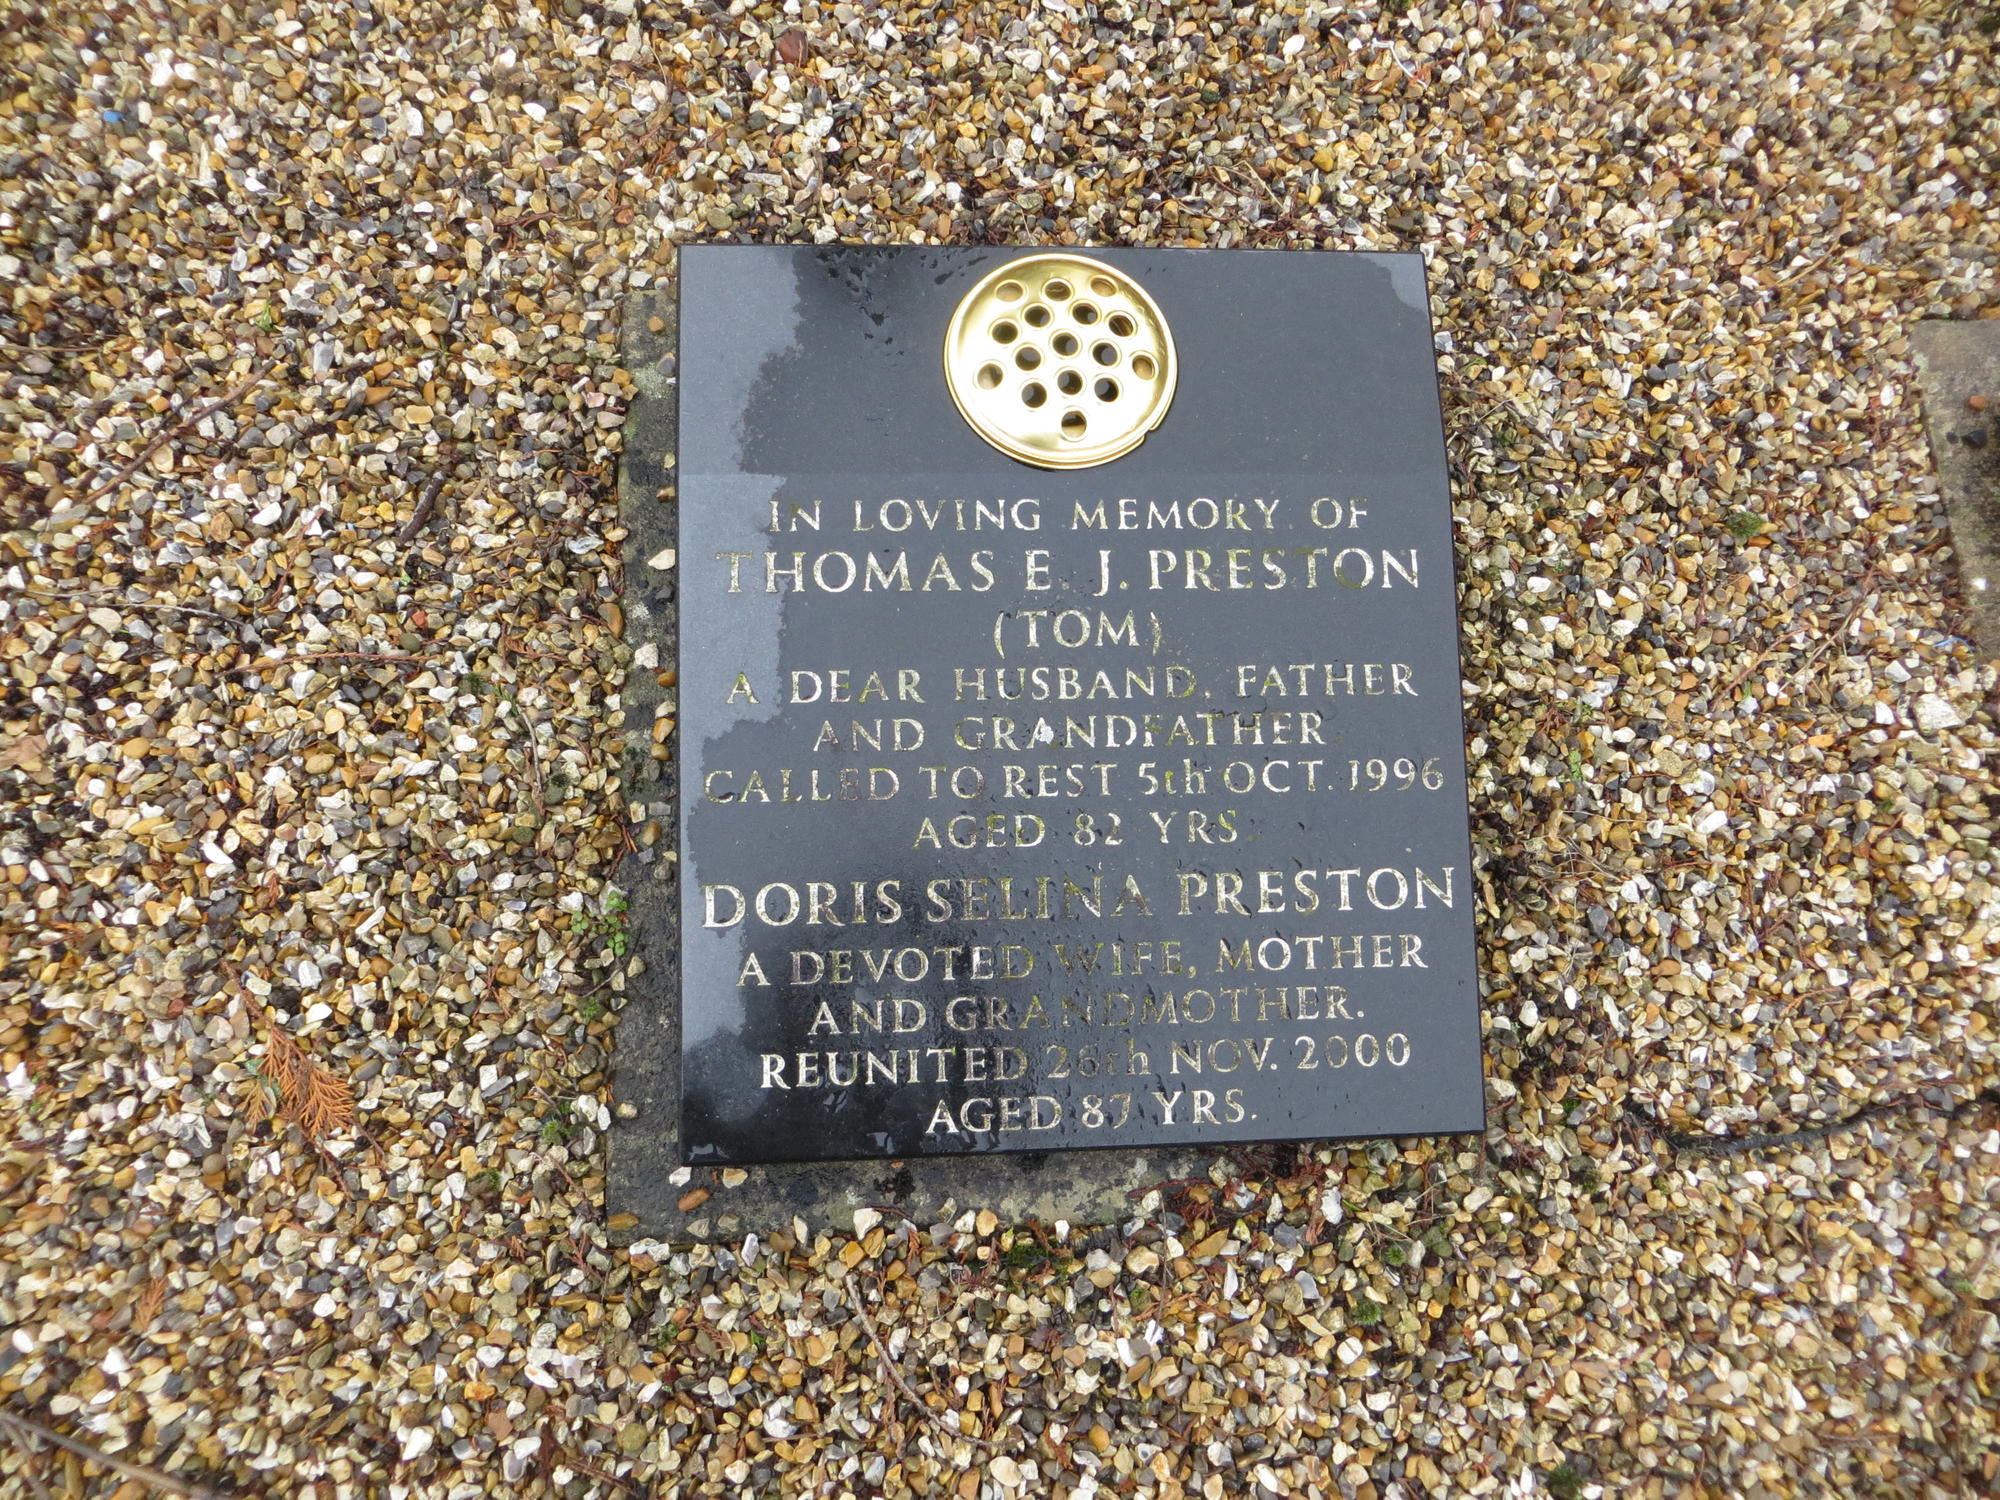 IN LOVING MEMORY OF
THOMAS E. J. PRESTON
(TOM)
A DEAR HUSBAND, FATHER
AND GRANDFATHER.
CALLED TO REST 5th OCT. 1996
AGED 82 YRS.
DORIS SELINA PRESTON
A DEVOTED WIFE, MOTHER
AND GRANDMOTHER.
REUNITED 26th NOV. 2000
AGED 87 YRS.